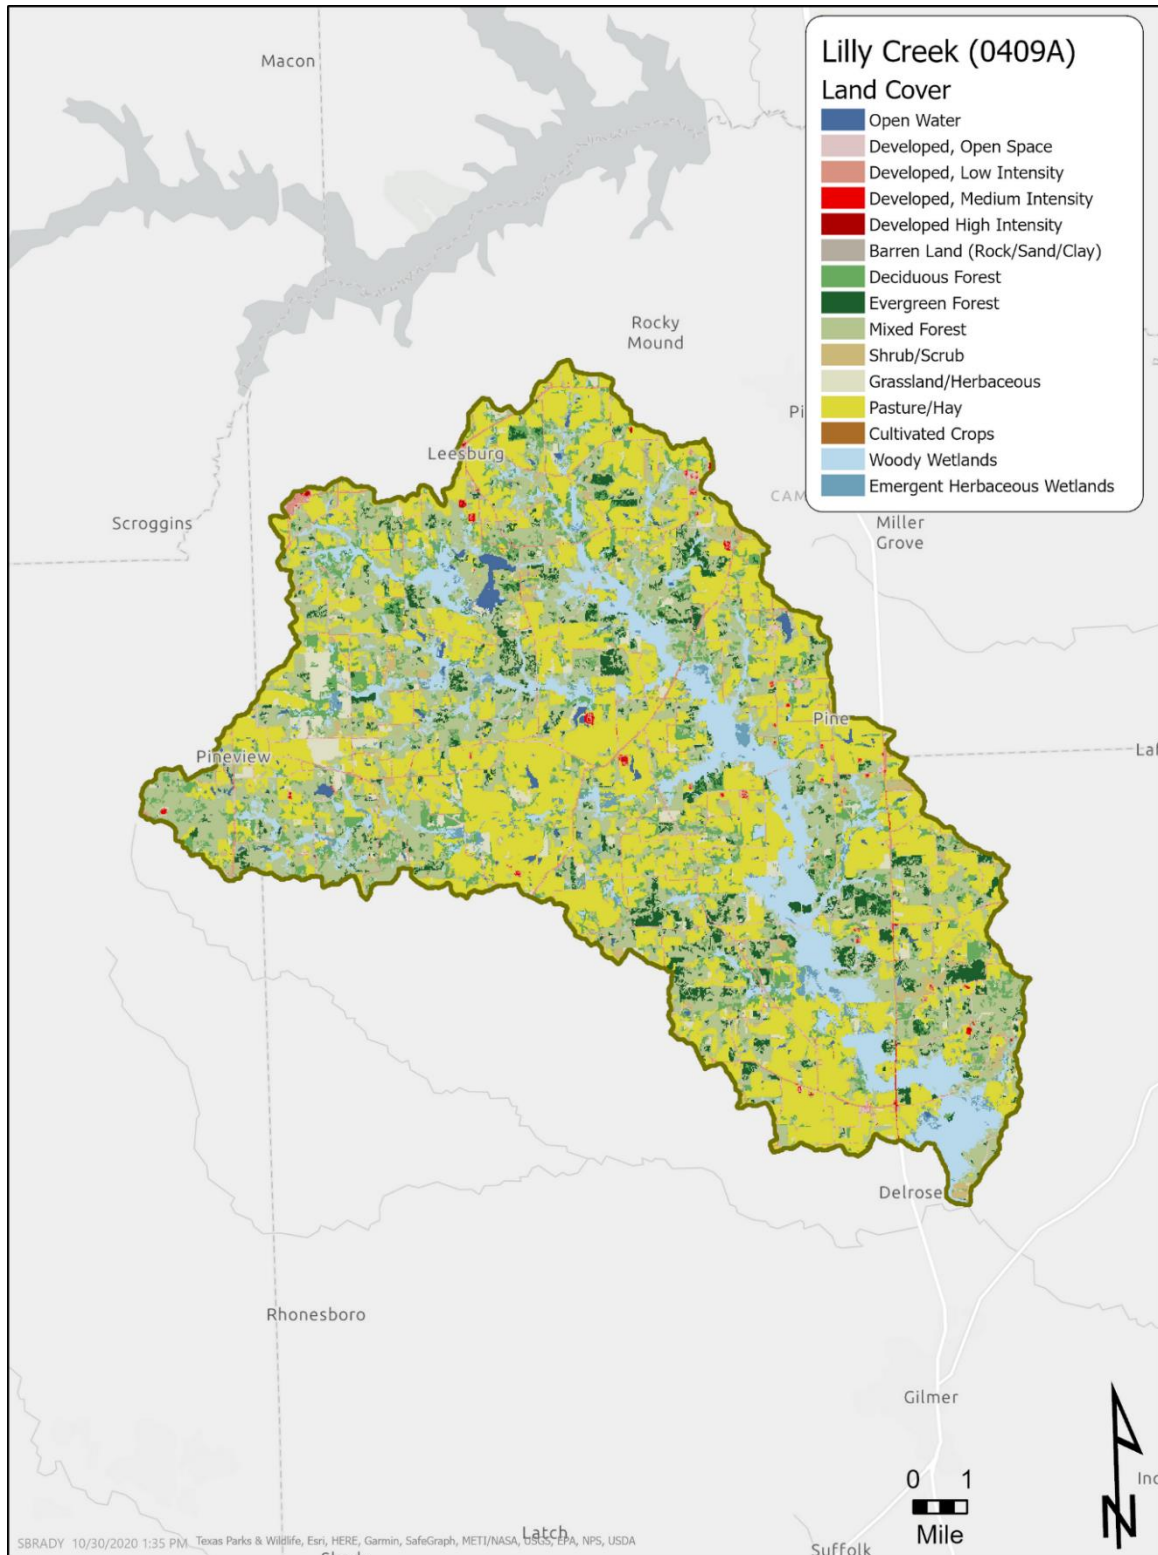 Macon
Lilly Creek (0409A)
Land Cover
Open Water
Developed, Open Space
Developed, Low Intensity
Developed, Medium Intensity
Developed High Intensity
Barren Land (Rock/Sand/Clay)
Deciduous Forest
Evergreen Forest
Mixed Forest
Shrub/Scrub
Grassland/Herbaceous
Pasture/Hay
Cultivated Crops
Woody Wetlands
Emergent Herbaceous Wetlands
Rocky
Mound
Pi
Leesburg
CAM
Scroggins
Miller
Grove
Pine
Pineview
Laf
Delrose
Rhonesboro
Gilmer
0 1
Mile
N
Inc
Latch
Suffolk
SBRADY 10/30/2020 1:35 PM Texas Parks & Wildlife, Esri, HERE, Garmin, SafeGraph, METI/NASA, USGS, EPA, NPS, USDA